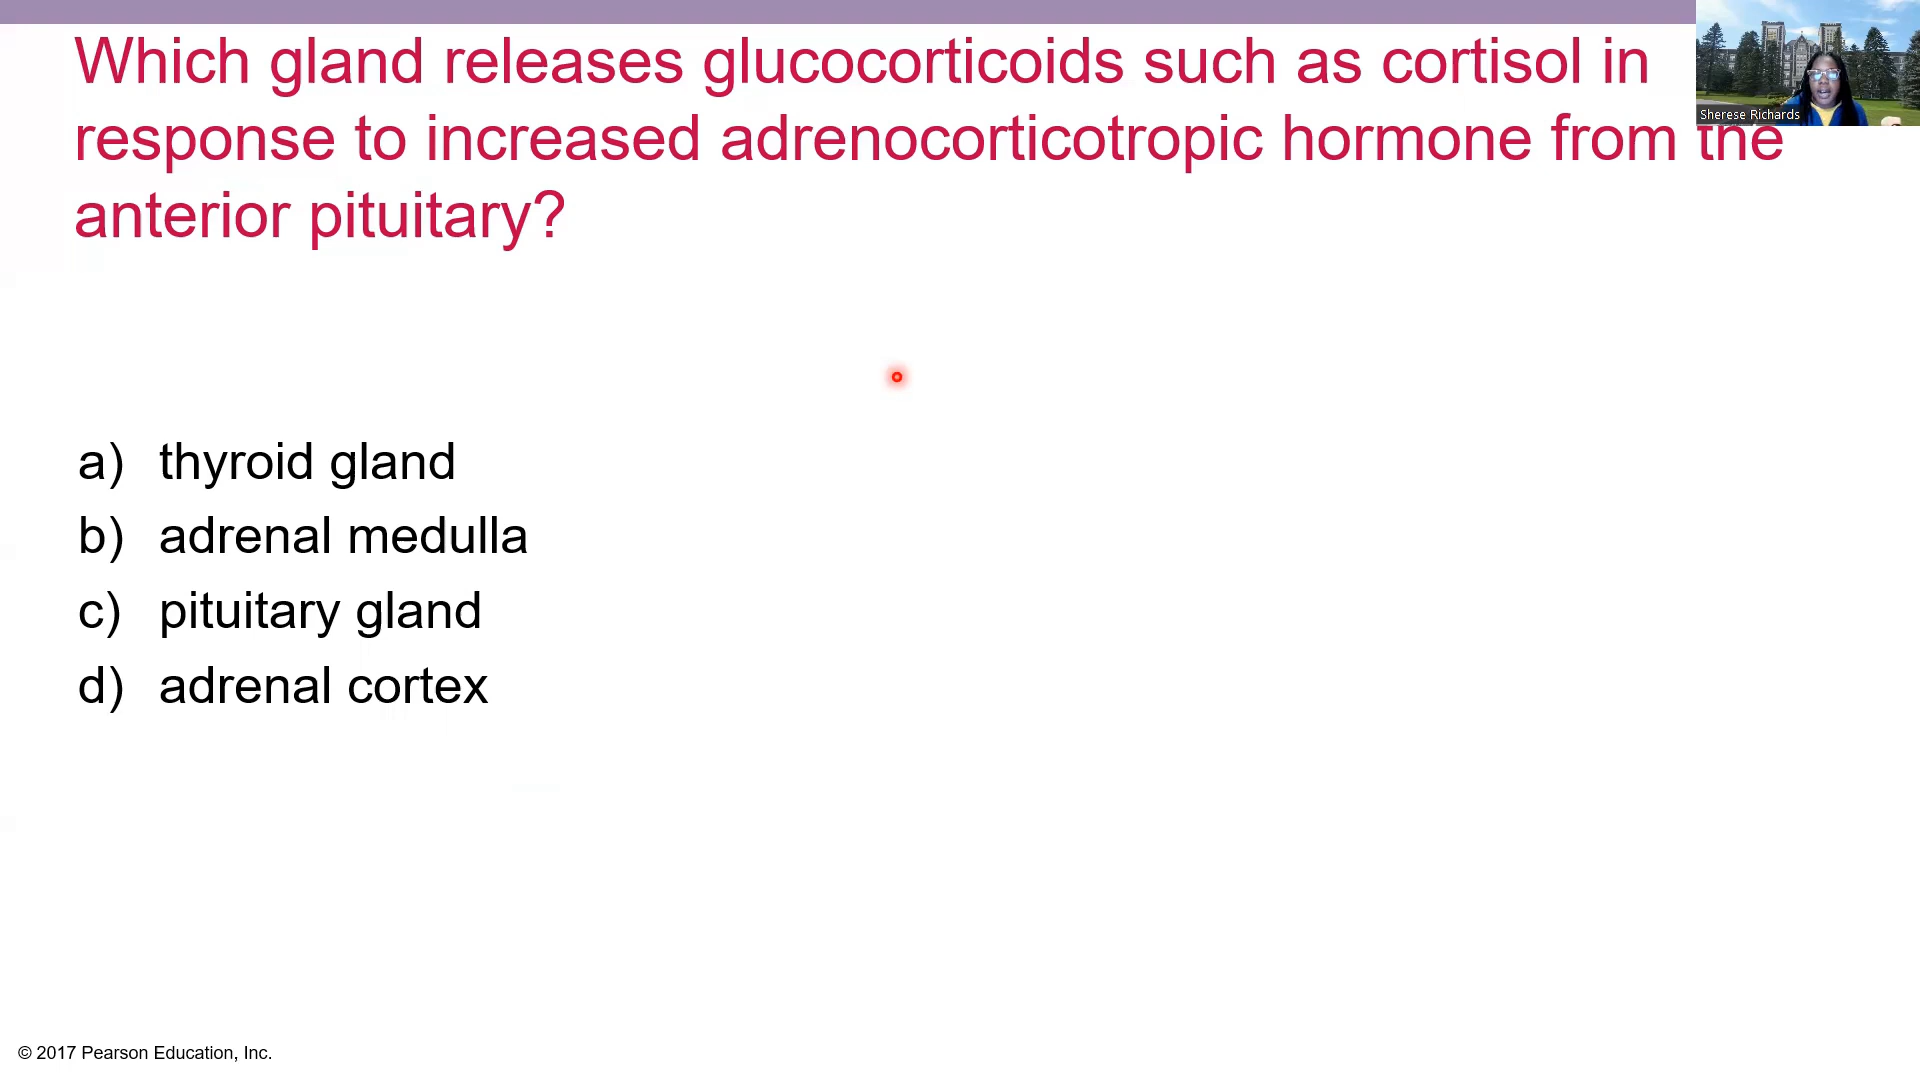 Which gland releases glucocorticoids such as cortisol in
response to increased adrenocorticotropic hormone from the
anterior pituitary?
Sherese Richards
a) thyroid gland
b) adrenal medulla
c) pituitary gland
d) adrenal cortex
© 2017 Pearson Education, Inc.